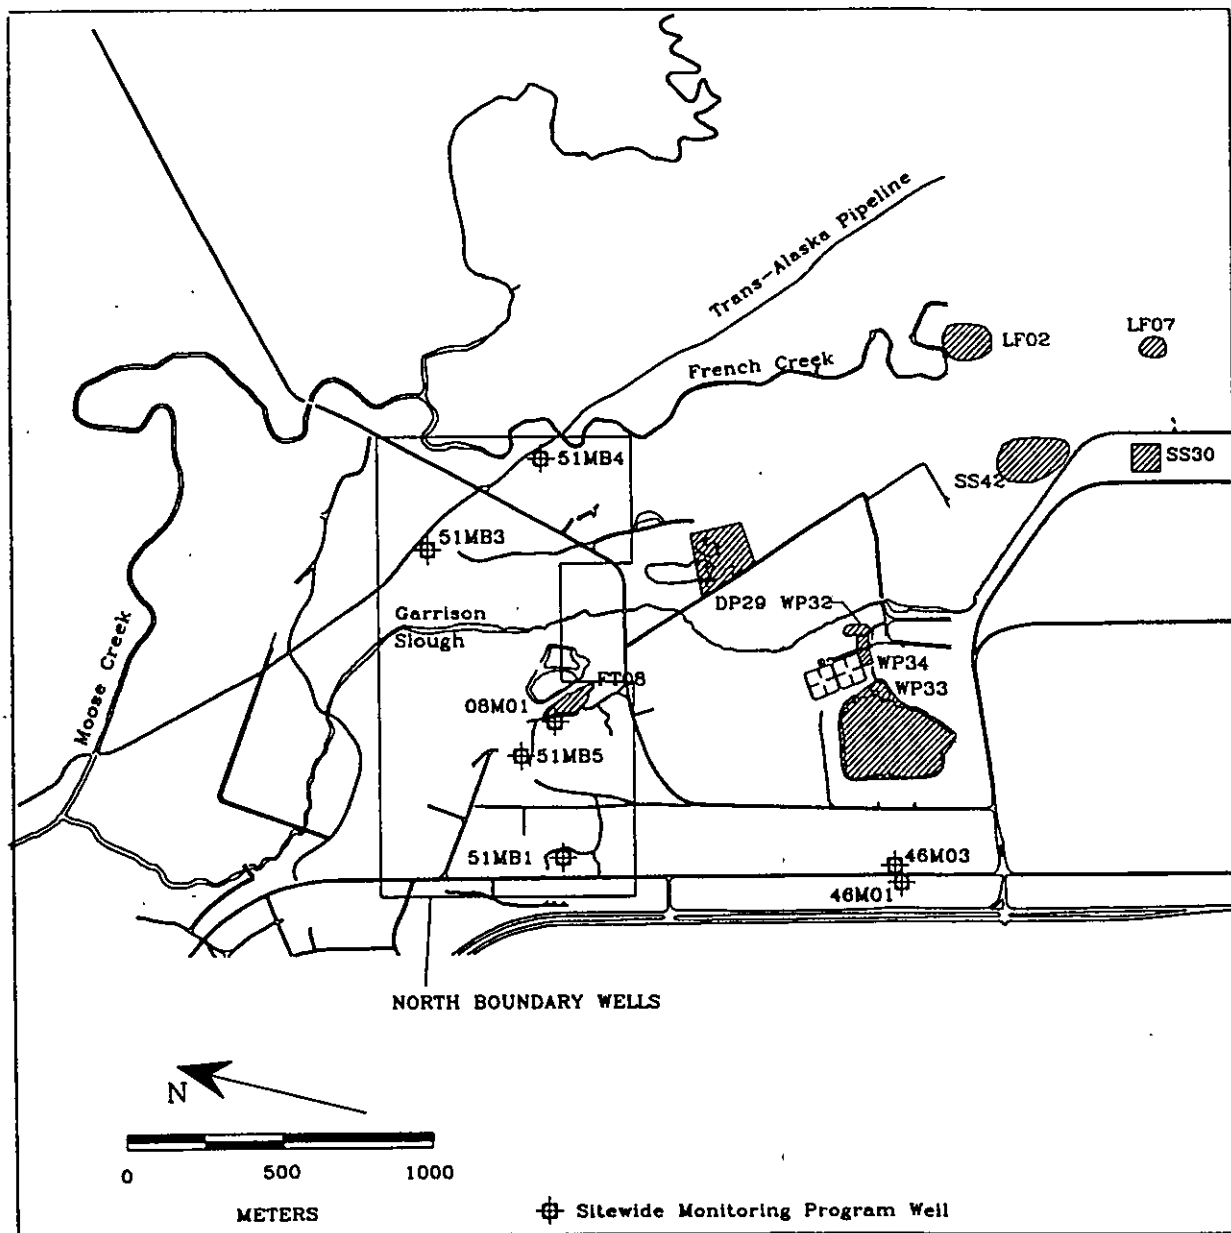 Trans-Alaska Pipeline
French Creek
LF02
LF07
SS42
SS30
51MB4
51MB3
DP29 WP32
Garrison
Slough
Moose Creek
FT08
WP34
WP33
08M01
51MB5
51MB1
46M03
46M01
NORTH BOUNDARY WELLS
N
0 500 1000
METERS
Sitewide Monitoring Program Well